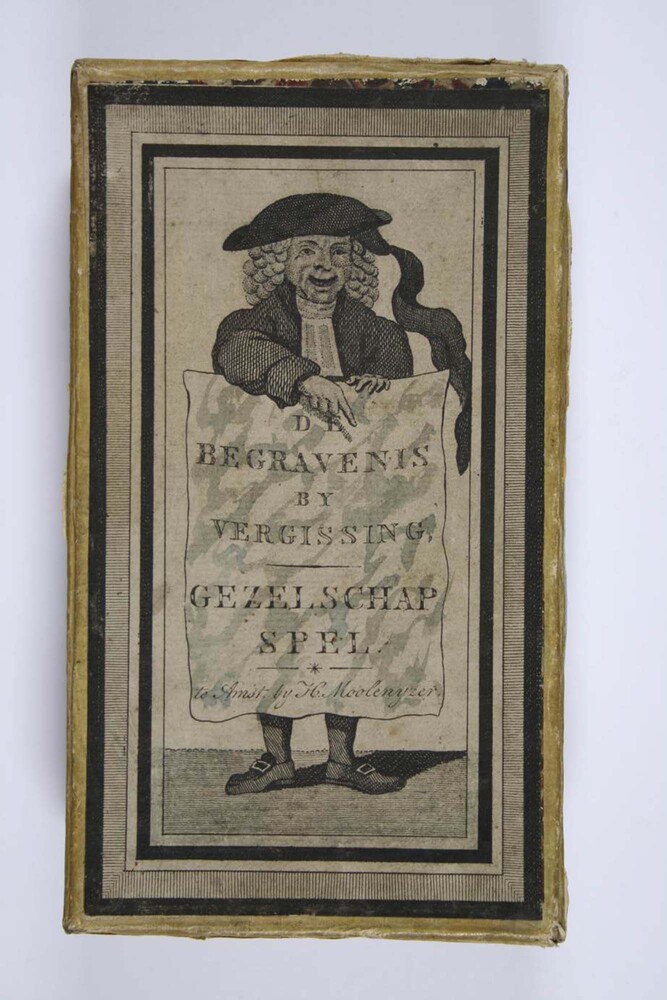 DE
BEGRAVENIS
BY
VERGISSING,
GEZELSCHAP
SPEL.
te Amst. by H. Moolenyzer.